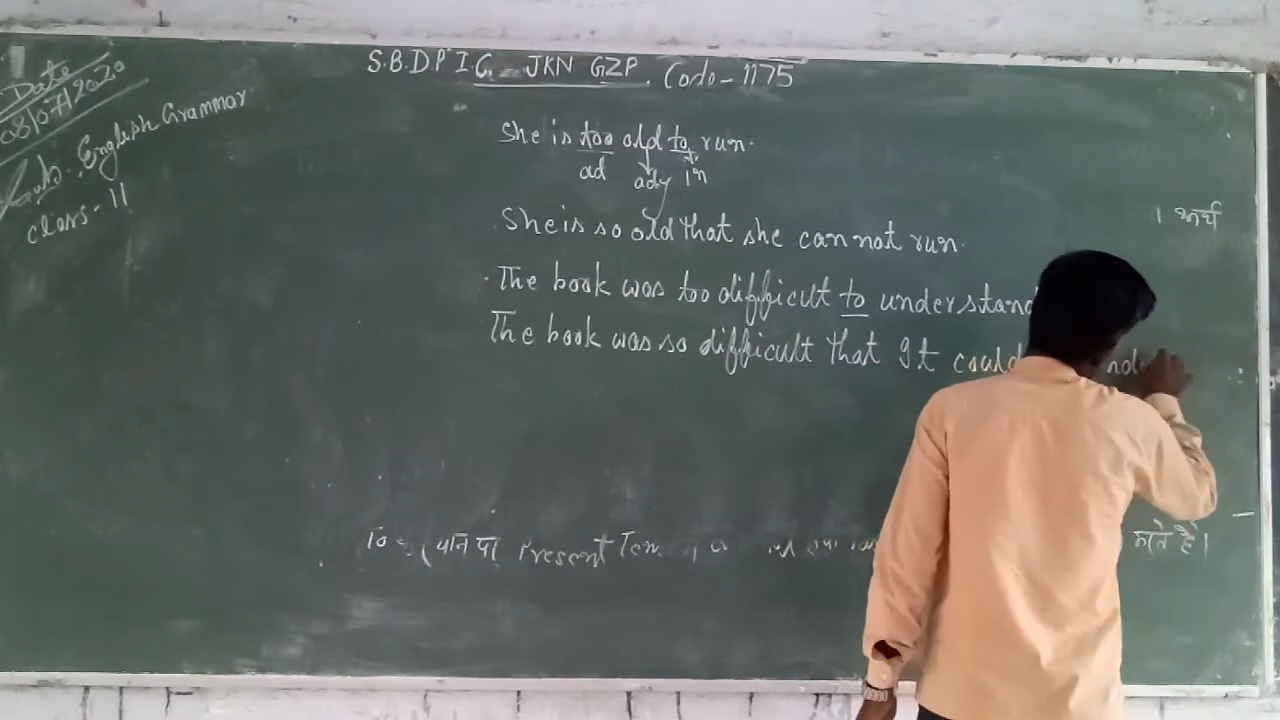 S.B.D P I C. JKN GZP. Code-1175
Date
08/07/2020
Sub. English Grammar
class-11
She is too old to run.
ad adj
She is so old that she can not run.
। अर्थ
The book was too difficult to understand
The book was so difficult that It could
Present
है।